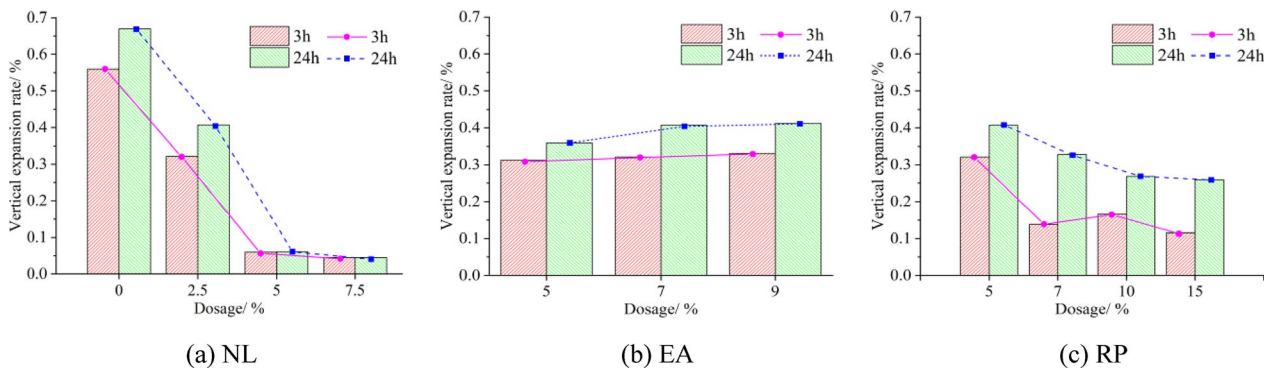 Vertical expansion rate/ %
0.7
0.6
0.5
0.4
0.3
0.2
0.1
0.0
3h 3h
24h 24h
0 2.5 5 7.5
Dosage/ %
(a) NL
Vertical expansion rate/ %
0.7
0.6
0.5
0.4
0.3
0.2
0.1
0.0
3h 3h
24h 24h
5 7 9
Dosage/ %
(b) EA
Vertical expansion rate/ %
0.7
0.6
0.5
0.4
0.3
0.2
0.1
0.0
3h 3h
24h 24h
5 7 10 15
Dosage/ %
(c) RP